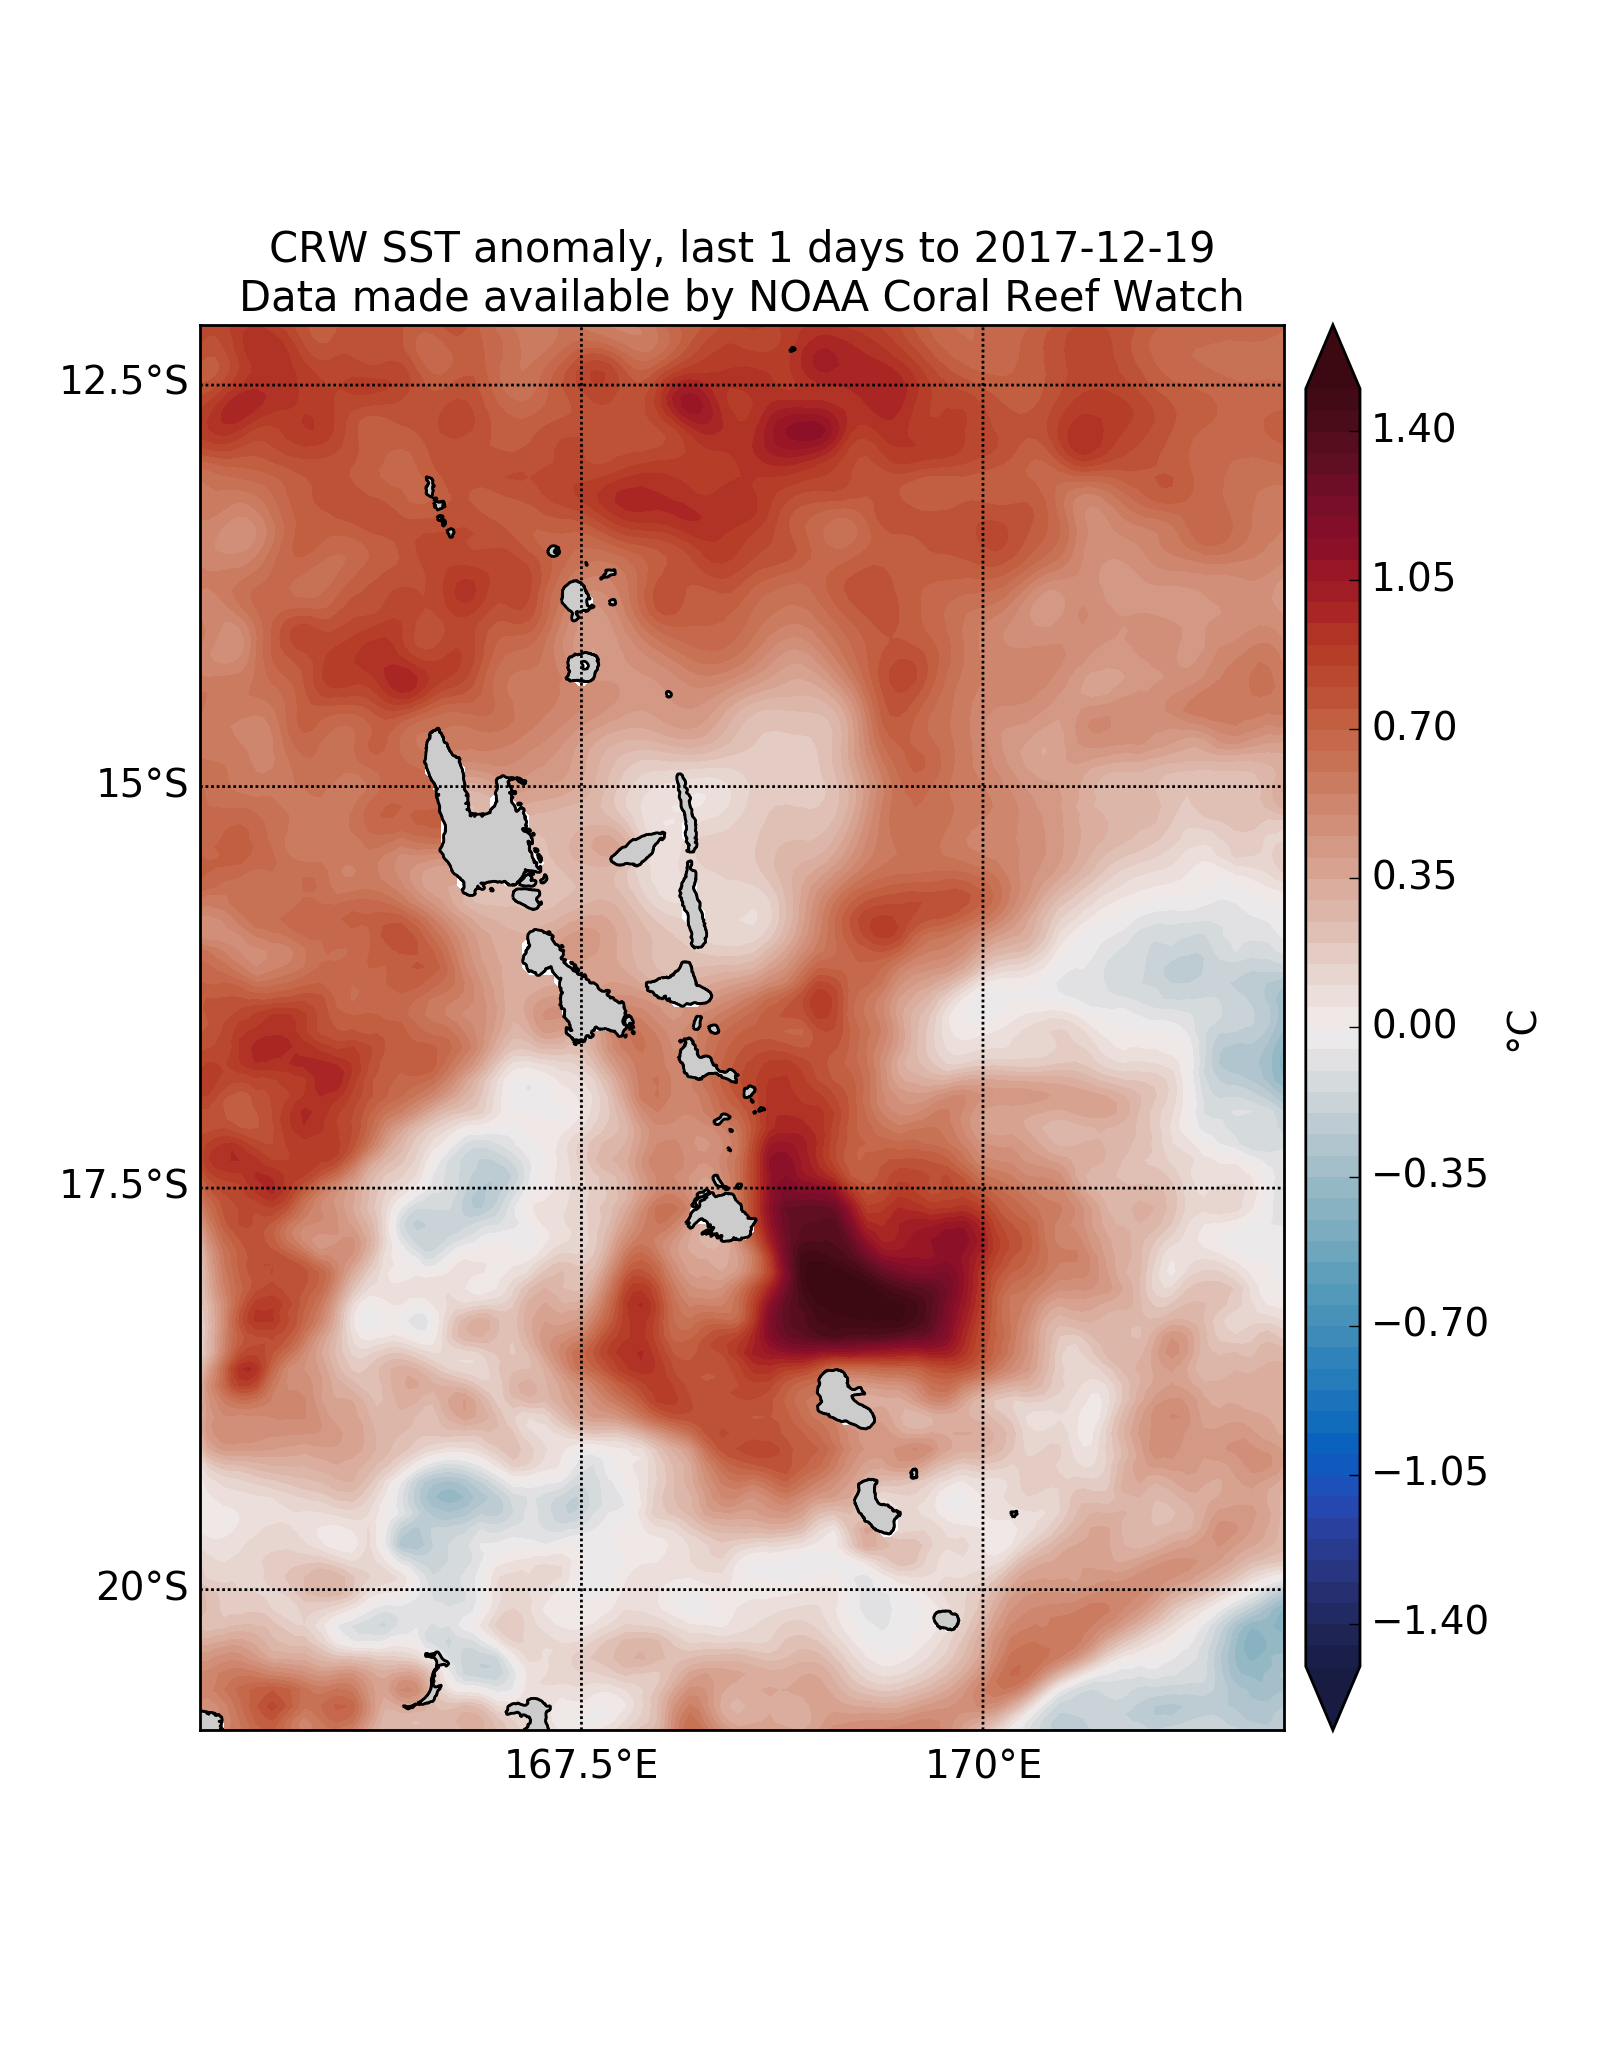 CRW SST anomaly, last 1 days to 2017-12-19
Data made available by NOAA Coral Reef Watch
12.5°S
15°S
17.5°S
20°S
167.5°E
170°E
1.40
1.05
0.70
0.35
0.00
−0.35
−0.70
−1.05
−1.40
°C